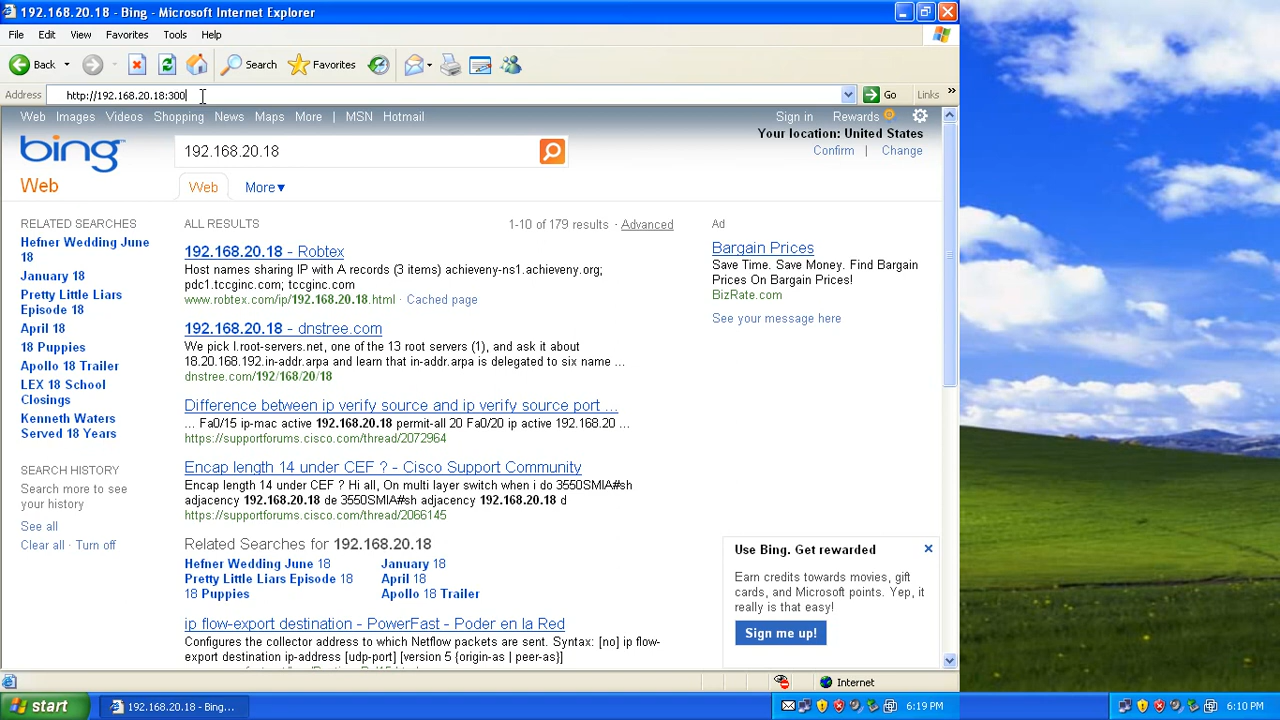 192.168.20.18 - Bing - Microsoft Internet Explorer
File Edit View Favorites Tools Help
Back Search Favorites
Address http://192.168.20.18:300 Go Links »
Web Images Videos Shopping News Maps More | MSN Hotmail Sign in Rewards
bing 192.168.20.18 Your location: United States
Confirm | Change
Web Web More▾
RELATED SEARCHES
Hefner Wedding June
18
January 18
Pretty Little Liars
Episode 18
April 18
18 Puppies
Apollo 18 Trailer
LEX 18 School
Closings
Kenneth Waters
Served 18 Years
SEARCH HISTORY
Search more to see
your history
See all
Clear all · Turn off
ALL RESULTS 1-10 of 179 results · Advanced
192.168.20.18 - Robtex
Host names sharing IP with A records (3 items) achieveny-ns1.achieveny.org;
pdc1.tccginc.com; tccginc.com
www.robtex.com/ip/192.168.20.18.html · Cached page
192.168.20.18 - dnstree.com
We pick l.root-servers.net, one of the 13 root servers (1), and ask it about
18.20.168.192.in-addr.arpa and learn that in-addr.arpa is delegated to six name ...
dnstree.com/192/168/20/18
Difference between ip verify source and ip verify source port ...
... Fa0/15 ip-mac active 192.168.20.18 permit-all 20 Fa0/20 ip active 192.168.20 ...
https://supportforums.cisco.com/thread/2072964
Encap length 14 under CEF ? - Cisco Support Community
Encap length 14 under CEF ? Hi all, On multi layer switch when i do 3550SMIA#sh
adjacency 192.168.20.18 de 3550SMIA#sh adjacency 192.168.20.18 d
https://supportforums.cisco.com/thread/2066145
Related Searches for 192.168.20.18
Hefner Wedding June 18 January 18
Pretty Little Liars Episode 18 April 18
18 Puppies Apollo 18 Trailer
ip flow-export destination - PowerFast - Poder en la Red
Configures the collector address to which Netflow packets are sent. Syntax: [no] ip flow-
export destination ip-address [udp-port] [version 5 {origin-as | peer-as}]
Ad
Bargain Prices
Save Time. Save Money. Find Bargain
Prices On Bargain Prices!
BizRate.com
See your message here
Use Bing. Get rewarded
Earn credits towards movies, gift
cards, and Microsoft points. Yep, it
really is that easy!
Sign me up!
Internet
start 192.168.20.18 - Bing... 6:19 PM 6:10 PM